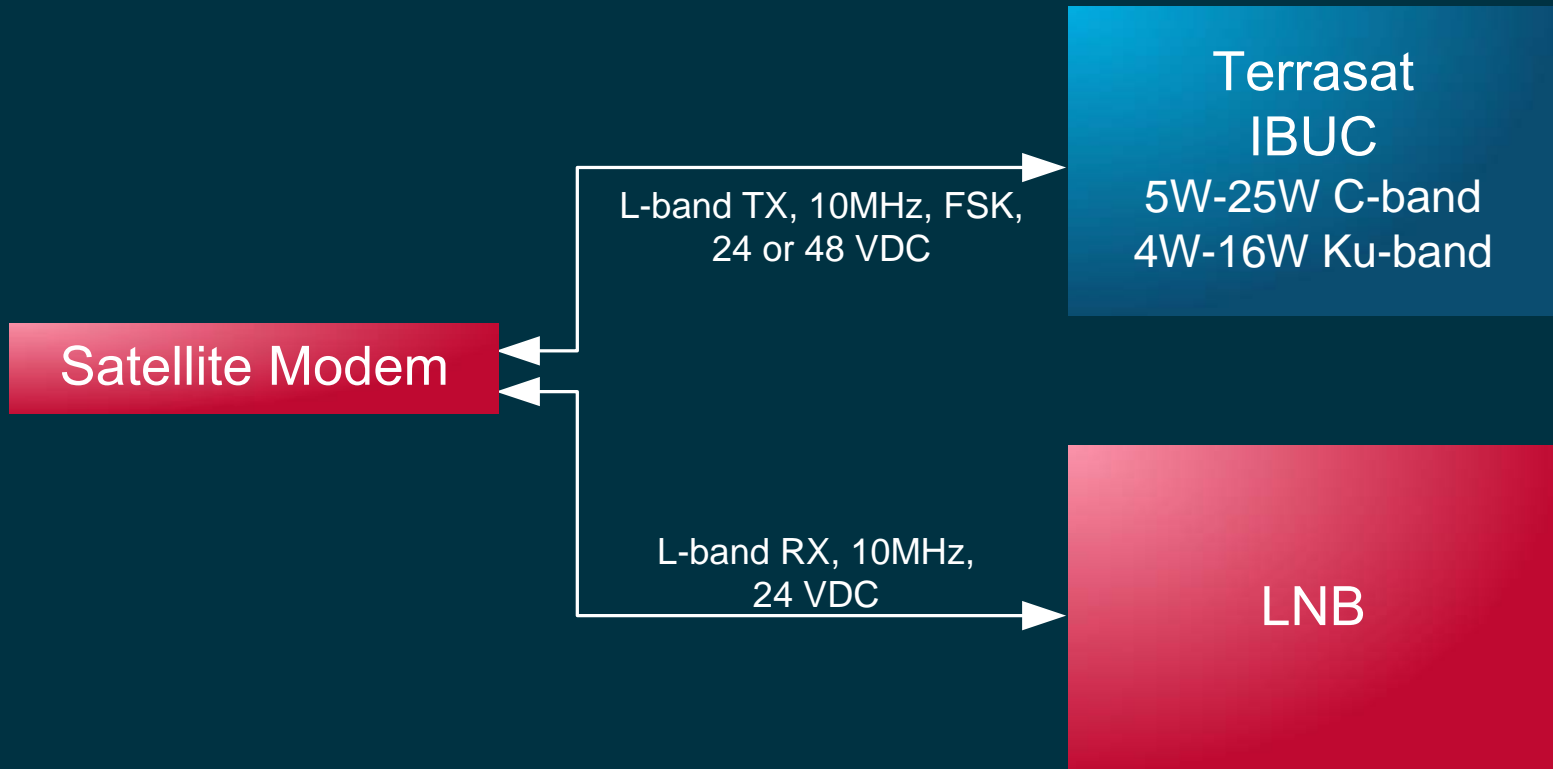 Terrasat
IBUC
5W-25W C-band
4W-16W Ku-band
L-band TX, 10MHz, FSK,
24 or 48 VDC
Satellite Modem
L-band RX, 10MHz,
24 VDC
LNB